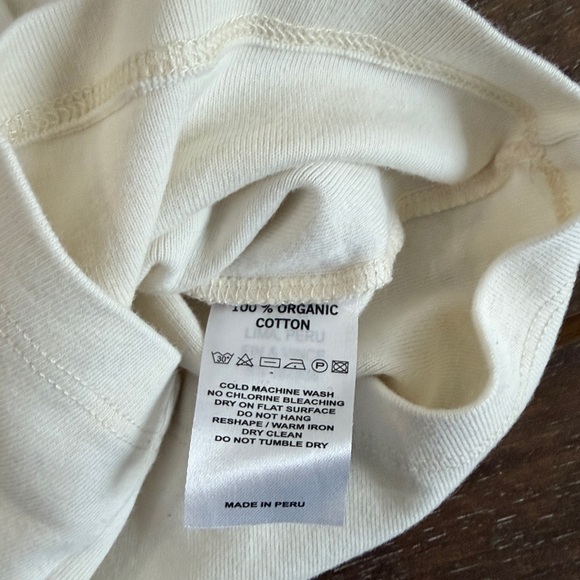 100 % ORGANIC
COTTON
30°
P
COLD MACHINE WASH
NO CHLORINE BLEACHING
DRY ON FLAT SURFACE
DO NOT HANG
RESHAPE / WARM IRON
DRY CLEAN
DO NOT TUMBLE DRY
MADE IN PERU